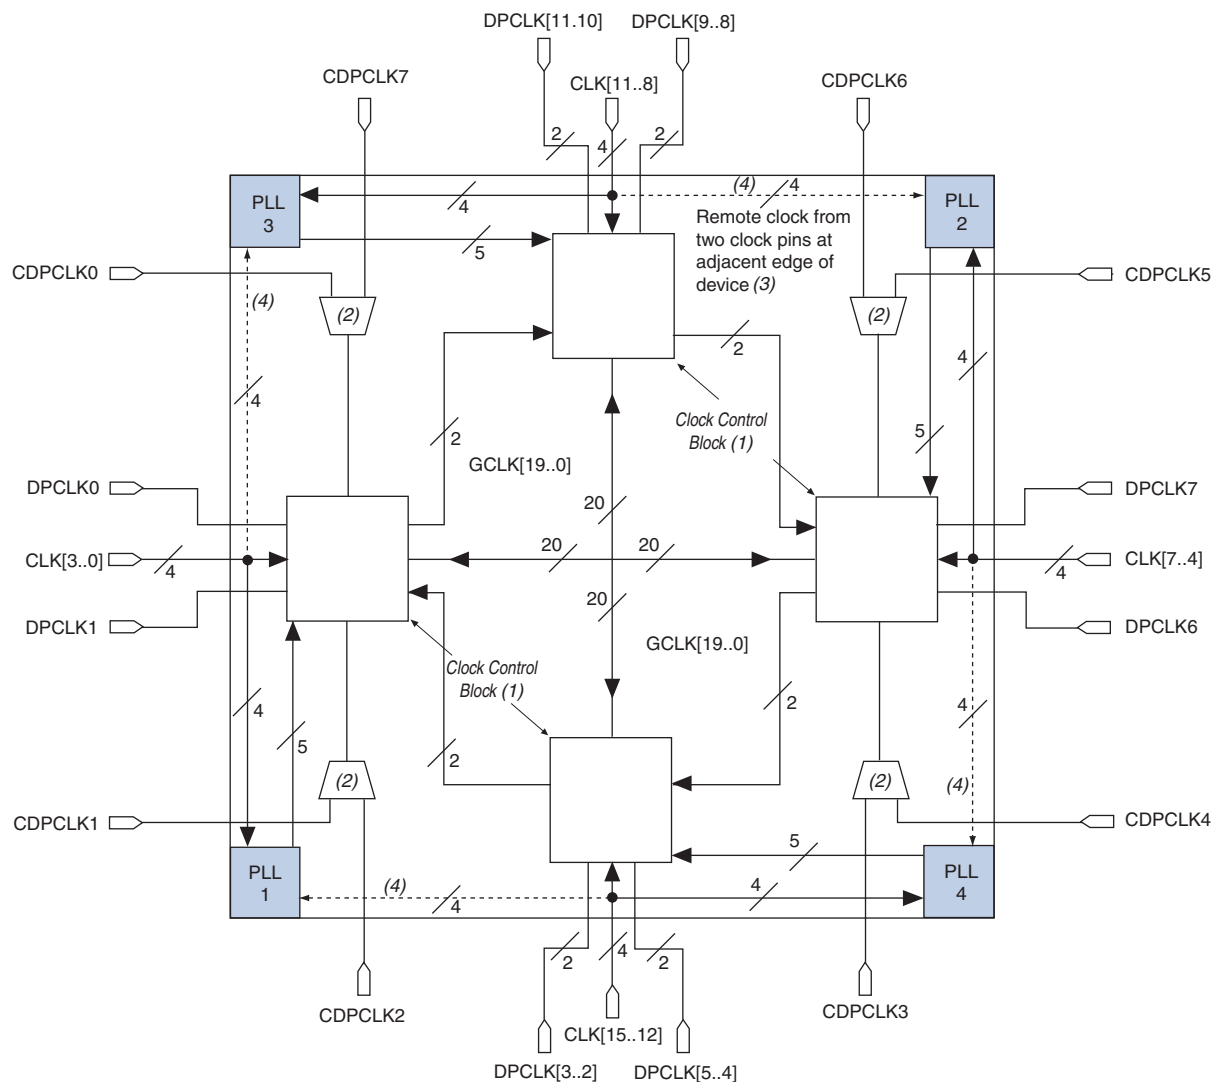 DPCLK[11.10]
DPCLK[9..8]
CDPCLK7
CLK[11..8]
CDPCLK6
2
4
2
PLL
3
4
(4)
4
PLL
2
Remote clock from
two clock pins at
adjacent edge of
device (3)
5
CDPCLK0
CDPCLK5
(4)
(2)
(2)
2
4
4
2
Clock Control
Block (1)
5
GCLK[19..0]
DPCLK0
DPCLK7
20
CLK[3..0]
4
20
20
4
CLK[7..4]
20
DPCLK1
DPCLK6
GCLK[19..0]
Clock Control
Block (1)
4
5
2
2
4
(2)
(2)
(4)
CDPCLK1
CDPCLK4
5
PLL
1
(4)
4
4
PLL
4
2
4
2
CDPCLK2
CDPCLK3
CLK[15..12]
DPCLK[3..2]
DPCLK[5..4]